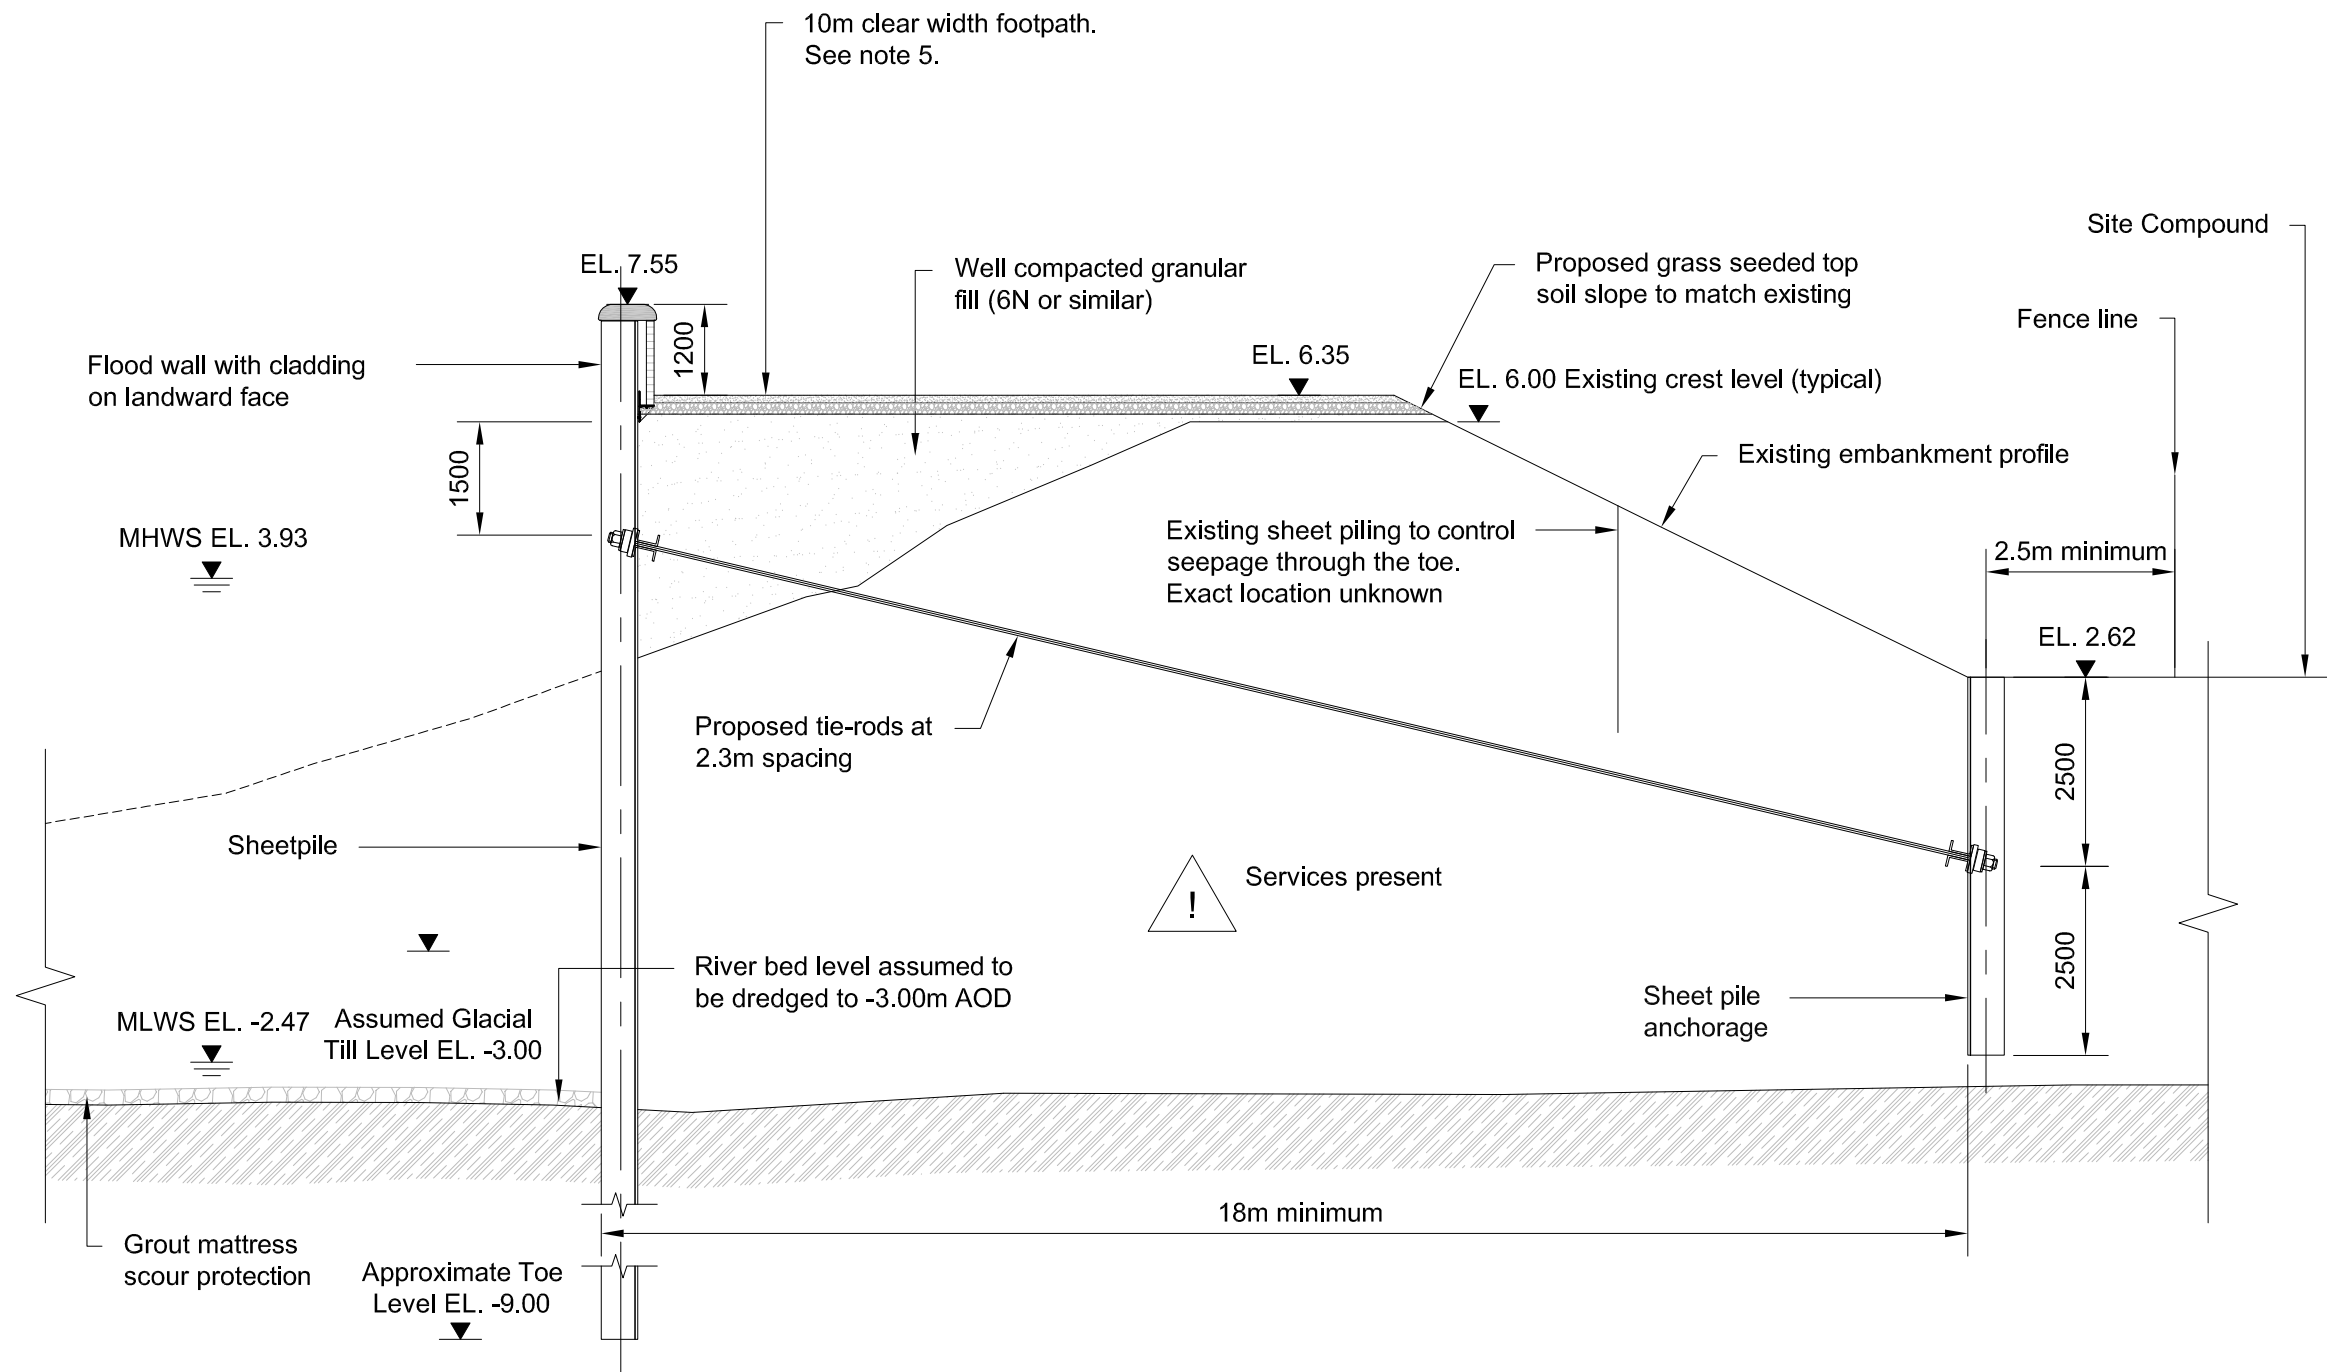 10m clear width footpath.
See note 5.
Site Compound
EL. 7.55
Well compacted granular
fill (6N or similar)
Proposed grass seeded top
soil slope to match existing
Fence line
1200
Flood wall with cladding
on landward face
EL. 6.35
EL. 6.00 Existing crest level (typical)
1500
Existing embankment profile
MHWS EL. 3.93
Existing sheet piling to control
seepage through the toe.
Exact location unknown
2.5m minimum
EL. 2.62
Proposed tie-rods at
2.3m spacing
2500
Sheetpile
!
Services present
River bed level assumed to
be dredged to -3.00m AOD
2500
Sheet pile
anchorage
MLWS EL. -2.47
Assumed Glacial
Till Level EL. -3.00
18m minimum
Grout mattress
scour protection
Approximate Toe
Level EL. -9.00